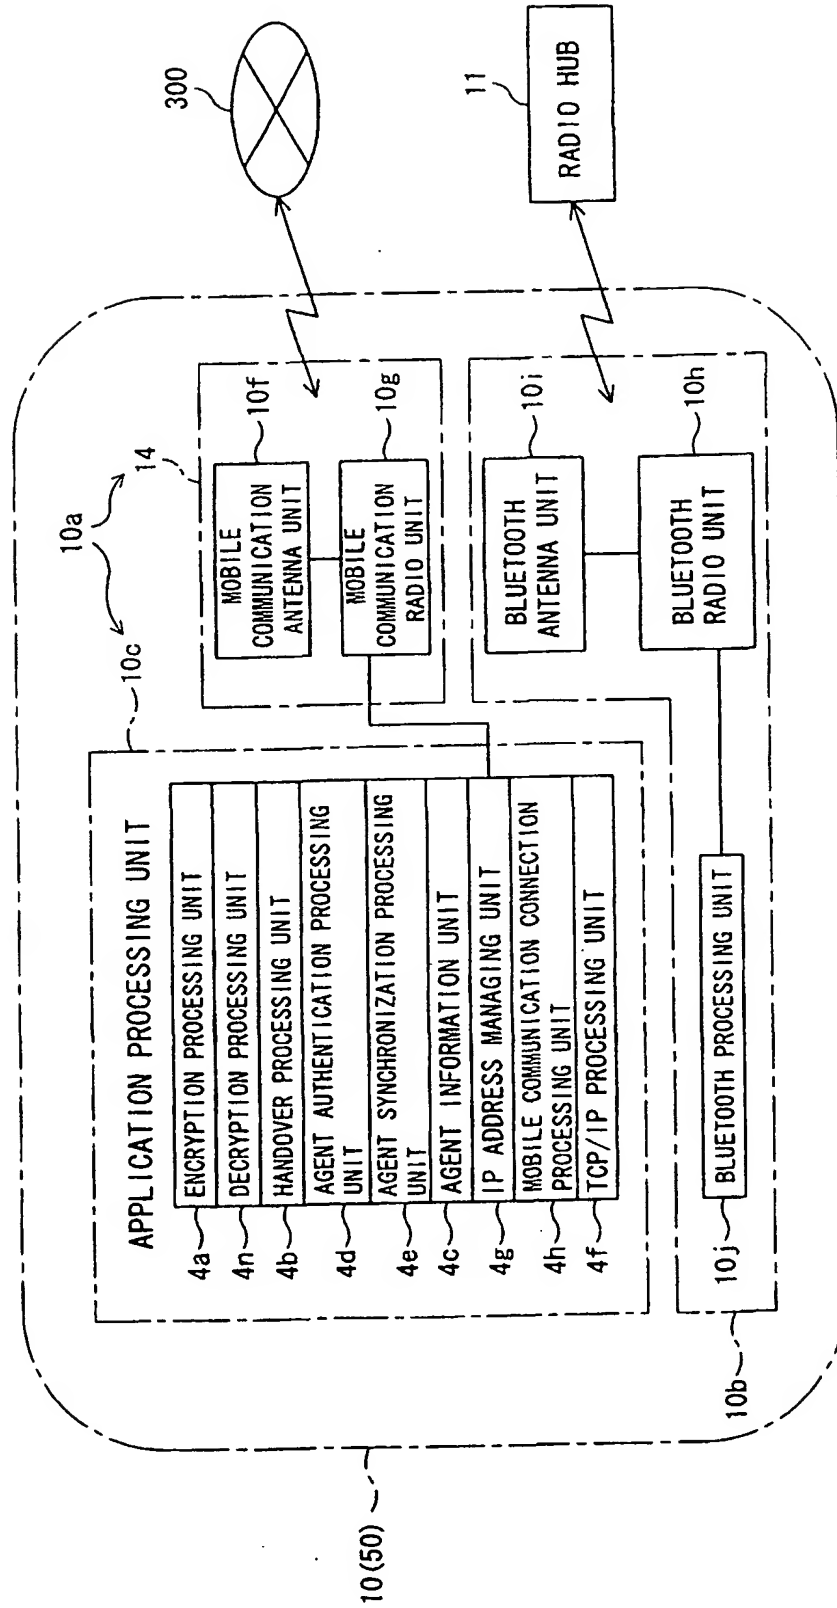 300
11
RADIO HUB
10a
14
10f
MOBILE
COMMUNICATION
ANTENNA UNIT
10g
MOBILE
COMMUNICATION
RADIO UNIT
10i
BLUETOOTH
ANTENNA UNIT
10h
BLUETOOTH
RADIO UNIT
10c
APPLICATION PROCESSING UNIT
4a
ENCRYPTION PROCESSING UNIT
4n
DECRYPTION PROCESSING UNIT
4b
HANDOVER PROCESSING UNIT
4d
AGENT AUTHENTICATION PROCESSING
UNIT
4e
AGENT SYNCHRONIZATION PROCESSING
UNIT
4c
AGENT INFORMATION UNIT
4g
IP ADDRESS MANAGING UNIT
4h
MOBILE COMMUNICATION CONNECTION
PROCESSING UNIT
4f
TCP/IP PROCESSING UNIT
10j
BLUETOOTH PROCESSING UNIT
10b
10(50)